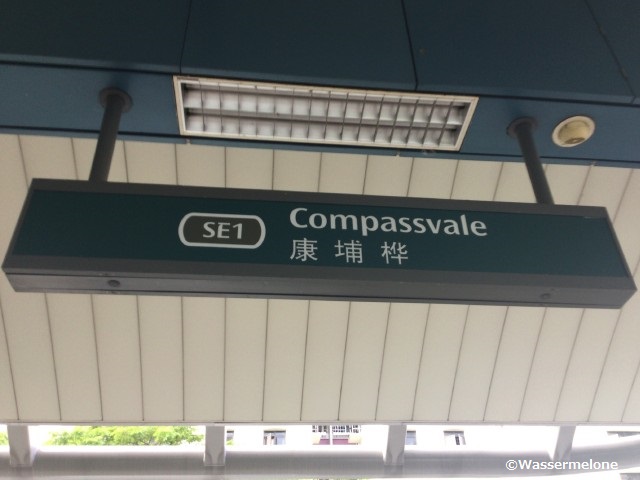 SE1
Compassvale
康埔桦
©Wassermelone